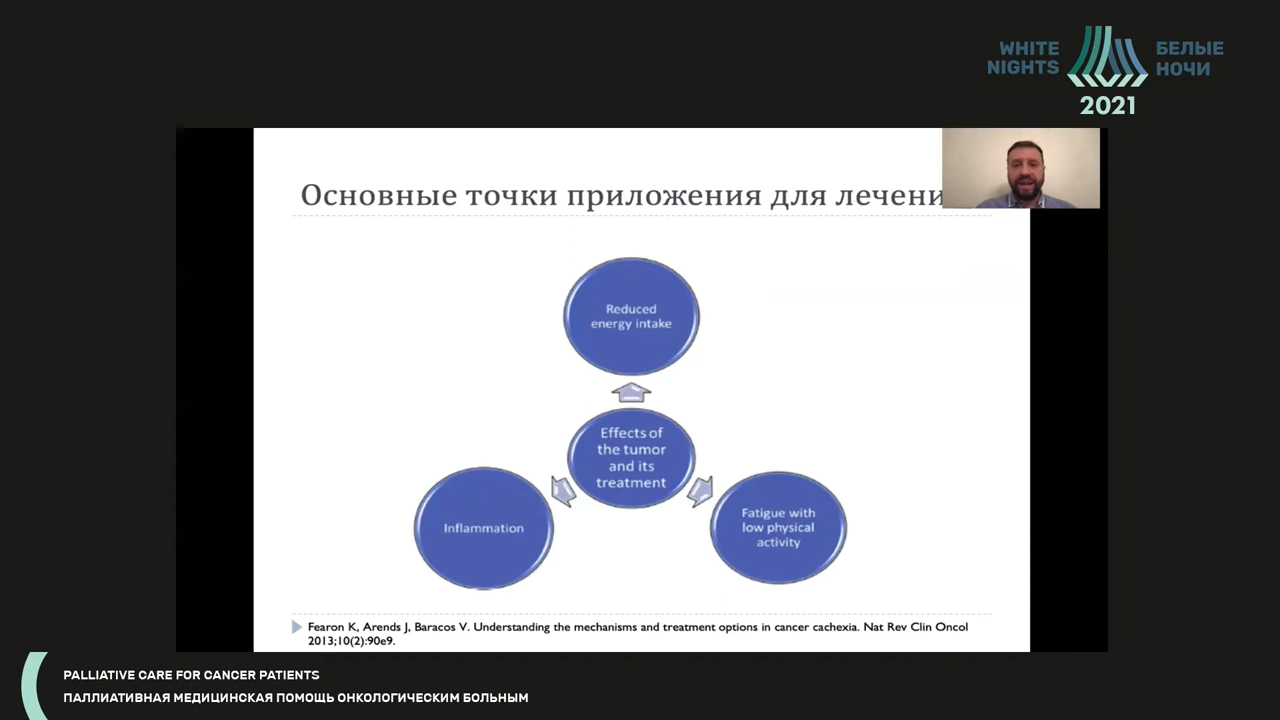 WHITE
NIGHTS
БЕЛЫЕ
НОЧИ
2021
Основные точки приложения для лечени
Reduced
energy intake
Effects of
the tumor
and its
treatment
Inflammation
Fatigue with
low physical
activity
Fearon K, Arends J, Baracos V. Understanding the mechanisms and treatment options in cancer cachexia. Nat Rev Clin Oncol
2013;10(2):90e9.
PALLIATIVE CARE FOR CANCER PATIENTS
ПАЛЛИАТИВНАЯ МЕДИЦИНСКАЯ ПОМОЩЬ ОНКОЛОГИЧЕСКИМ БОЛЬНЫМ